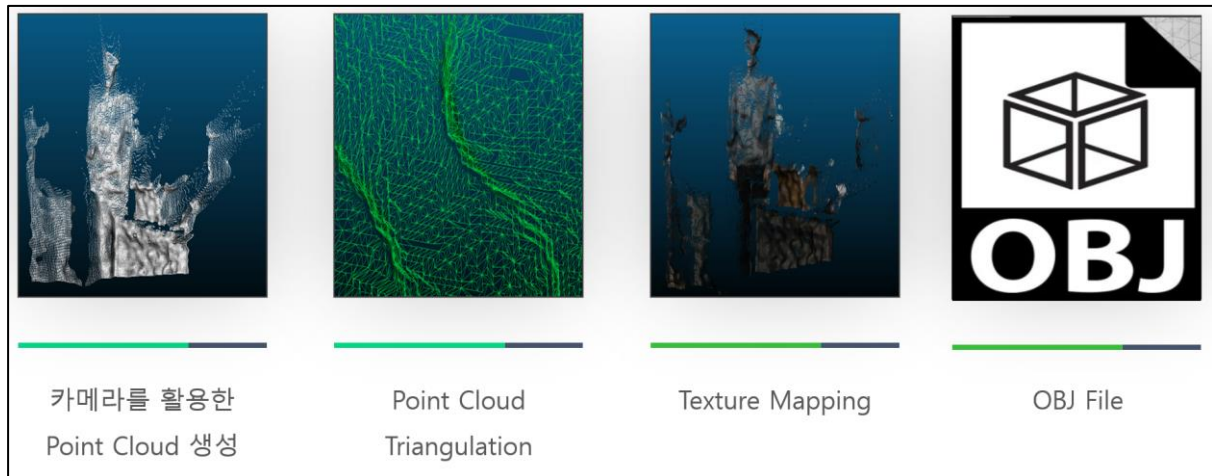 OBJ
카메라를 활용한
Point Cloud 생성
Point Cloud
Triangulation
Texture Mapping
OBJ File